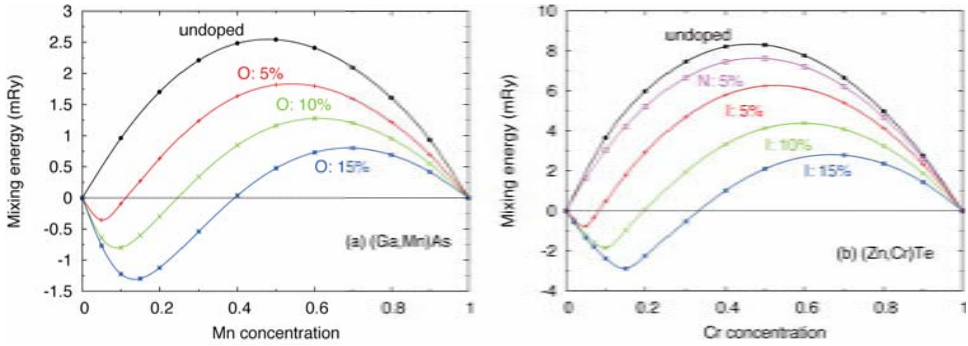 3
2.5
2
1.5
1
0.5
0
-0.5
-1
-1.5
Mixing energy (mRy)
undoped
O: 5%
O: 10%
O: 15%
(a) (Ga,Mn)As
0 0.2 0.4 0.6 0.8 1
Mn concentration
10
8
6
4
2
0
-2
-4
Mixing energy (mRy)
undoped
N: 5%
I: 5%
I: 10%
I: 15%
(b) (Zn,Cr)Te
0 0.2 0.4 0.6 0.8 1
Cr concentration